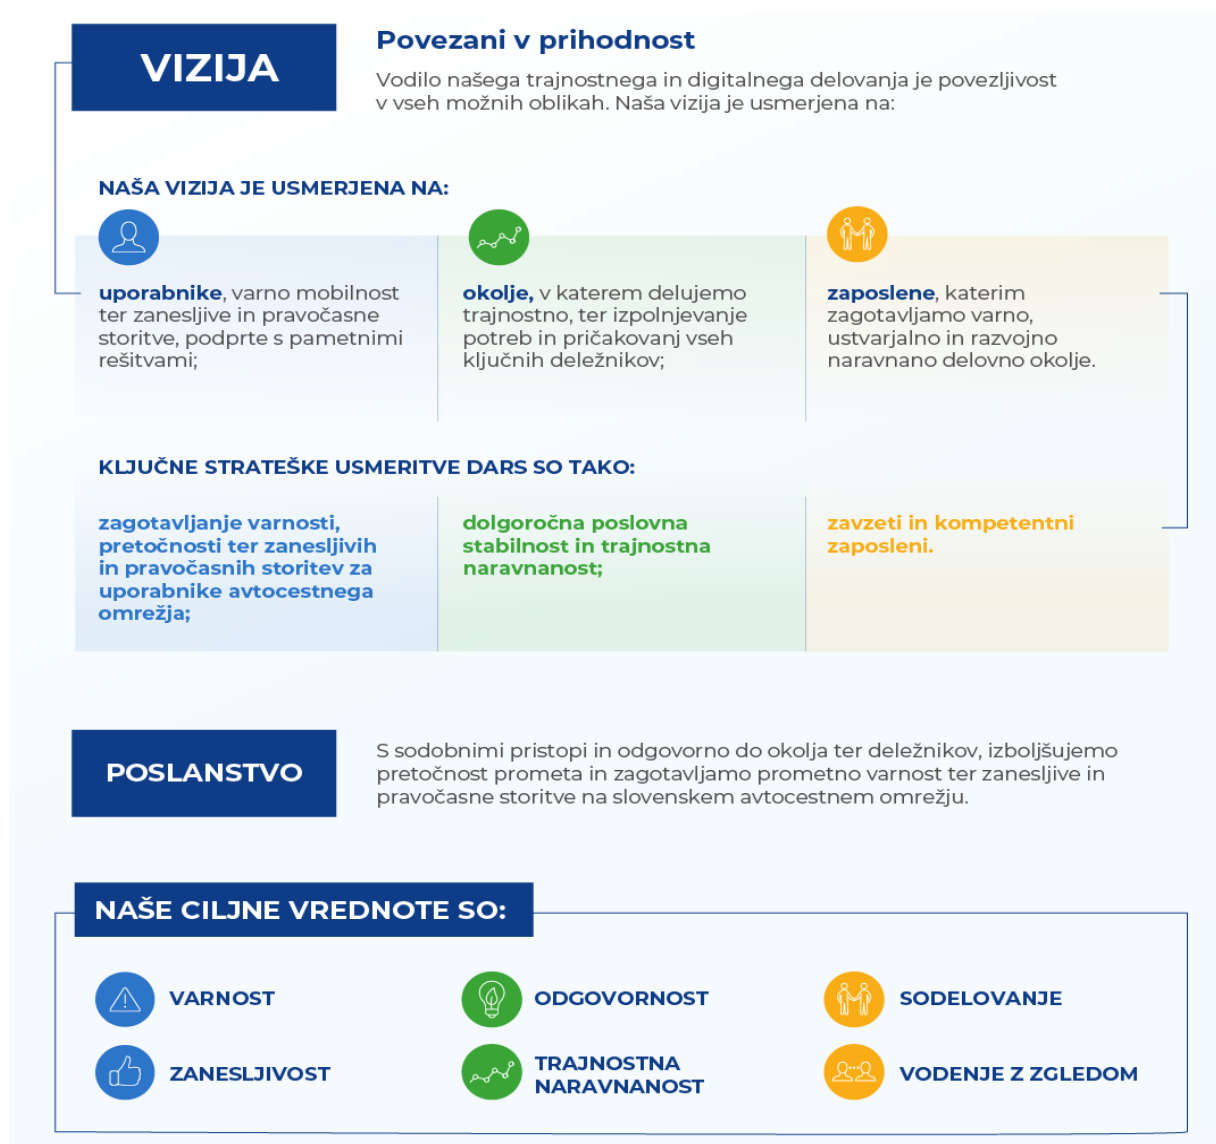 VIZIJA
Povezani v prihodnost
Vodilo našega trajnostnega in digitalnega delovanja je povezljivost
v vseh možnih oblikah. Naša vizija je usmerjena na:
NAŠA VIZIJA JE USMERJENA NA:
uporabnike, varno mobilnost
ter zanesljive in pravočasne
storitve, podprte s pametnimi
rešitvami;
okolje, v katerem delujemo
trajnostno, ter izpolnjevanje
potreb in pričakovanj vseh
ključnih deležnikov;
zaposlene, katerim
zagotavljamo varno,
ustvarjalno in razvojno
naravnano delovno okolje.
KLJUČNE STRATEŠKE USMERITVE DARS SO TAKO:
zagotavljanje varnosti,
pretočnosti ter zanesljivih
in pravočasnih storitev za
uporabnike avtocestnega
omrežja;
dolgoročna poslovna
stabilnost in trajnostna
naravnanost;
zavzeti in kompetentni
zaposleni.
POSLANSTVO
S sodobnimi pristopi in odgovorno do okolja ter deležnikov, izboljšujemo
pretočnost prometa in zagotavljamo prometno varnost ter zanesljive in
pravočasne storitve na slovenskem avtocestnem omrežju.
NAŠE CILJNE VREDNOTE SO:
VARNOST
ODGOVORNOST
SODELOVANJE
ZANESLJIVOST
TRAJNOSTNA
NARAVNANOST
VODENJE Z ZGLEDOM